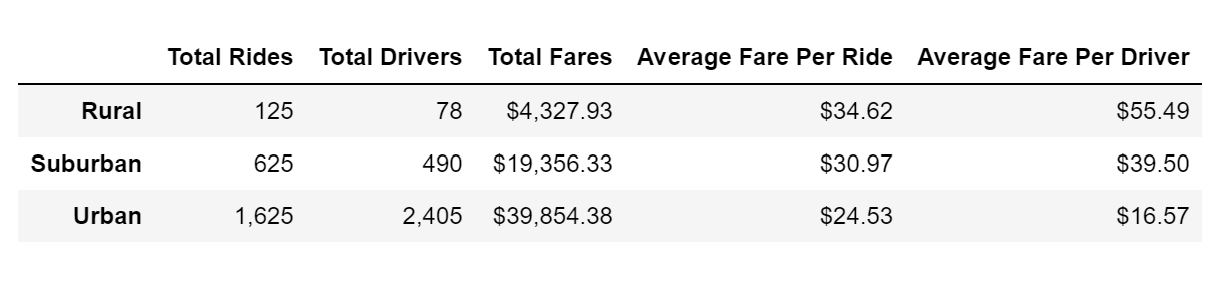 Total Rides Total Drivers Total Fares Average Fare Per Ride Average Fare Per Driver
Rural 125 78 $4,327.93 $34.62 $55.49
Suburban 625 490 $19,356.33 $30.97 $39.50
Urban 1,625 2,405 $39,854.38 $24.53 $16.57